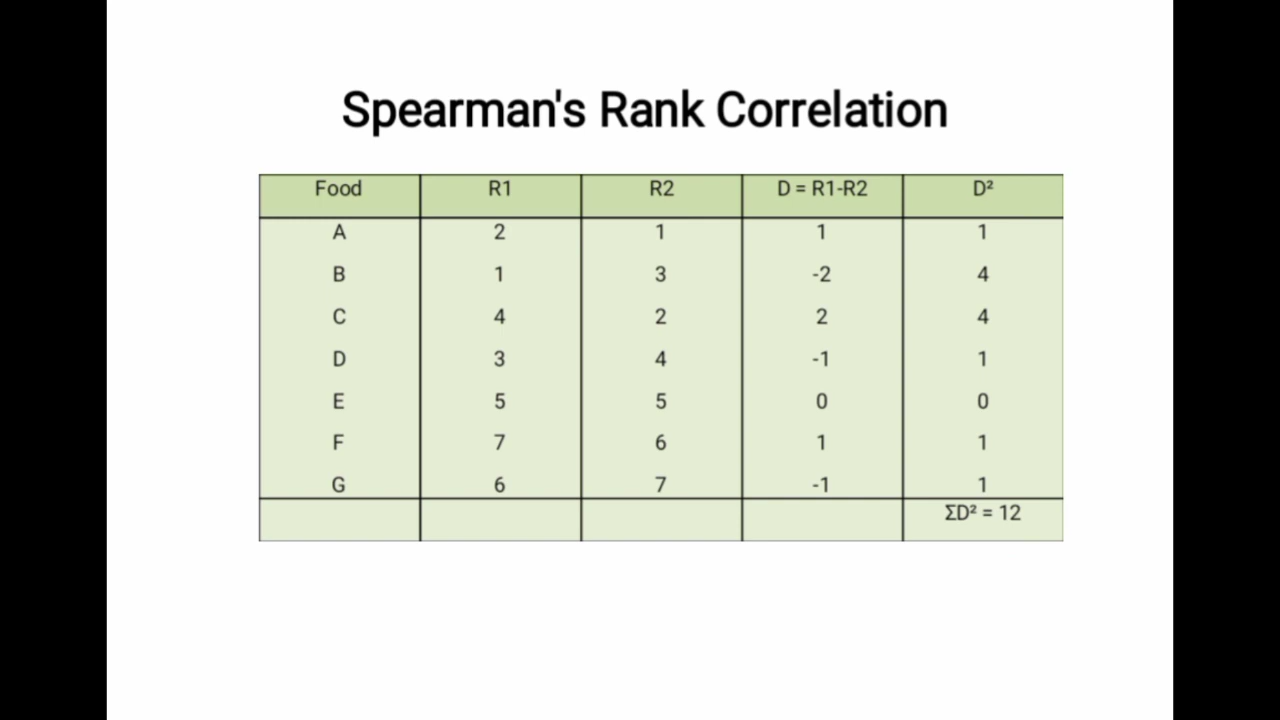 Spearman's Rank Correlation
Food R1 R2 D = R1-R2 D²
A 2 1 1 1
B 1 3 -2 4
C 4 2 2 4
D 3 4 -1 1
E 5 5 0 0
F 7 6 1 1
G 6 7 -1 1
ΣD² = 12